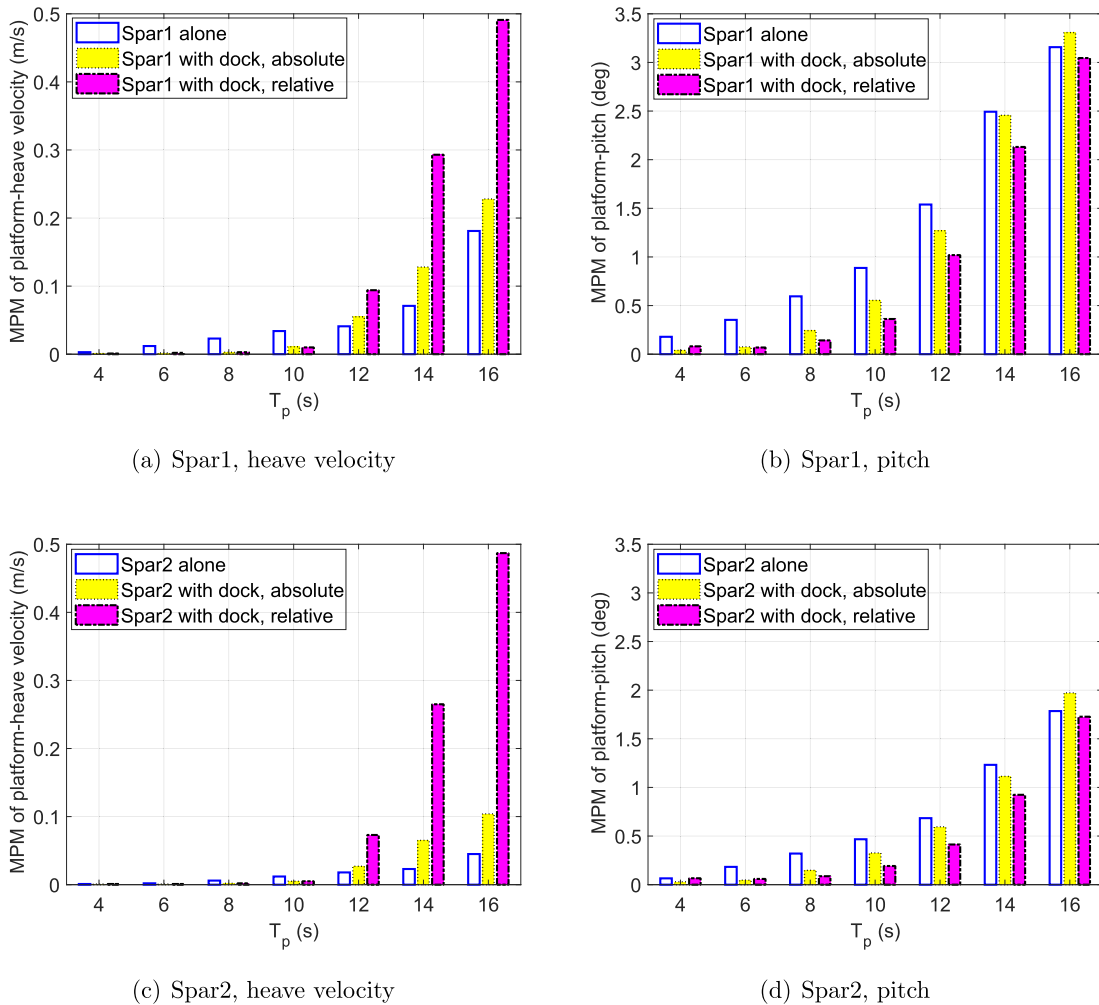 MPM of platform-heave velocity (m/s)
0.5
0.4
0.3
0.2
0.1
0
Spar1 alone
Spar1 with dock, absolute
Spar1 with dock, relative
4 6 8 10 12 14 16
T_p (s)
(a) Spar1, heave velocity
MPM of platform-pitch (deg)
3.5
3
2.5
2
1.5
1
0.5
0
Spar1 alone
Spar1 with dock, absolute
Spar1 with dock, relative
4 6 8 10 12 14 16
T_p (s)
(b) Spar1, pitch
MPM of platform-heave velocity (m/s)
0.5
0.4
0.3
0.2
0.1
0
Spar2 alone
Spar2 with dock, absolute
Spar2 with dock, relative
4 6 8 10 12 14 16
T_p (s)
(c) Spar2, heave velocity
MPM of platform-pitch (deg)
3.5
3
2.5
2
1.5
1
0.5
0
Spar2 alone
Spar2 with dock, absolute
Spar2 with dock, relative
4 6 8 10 12 14 16
T_p (s)
(d) Spar2, pitch